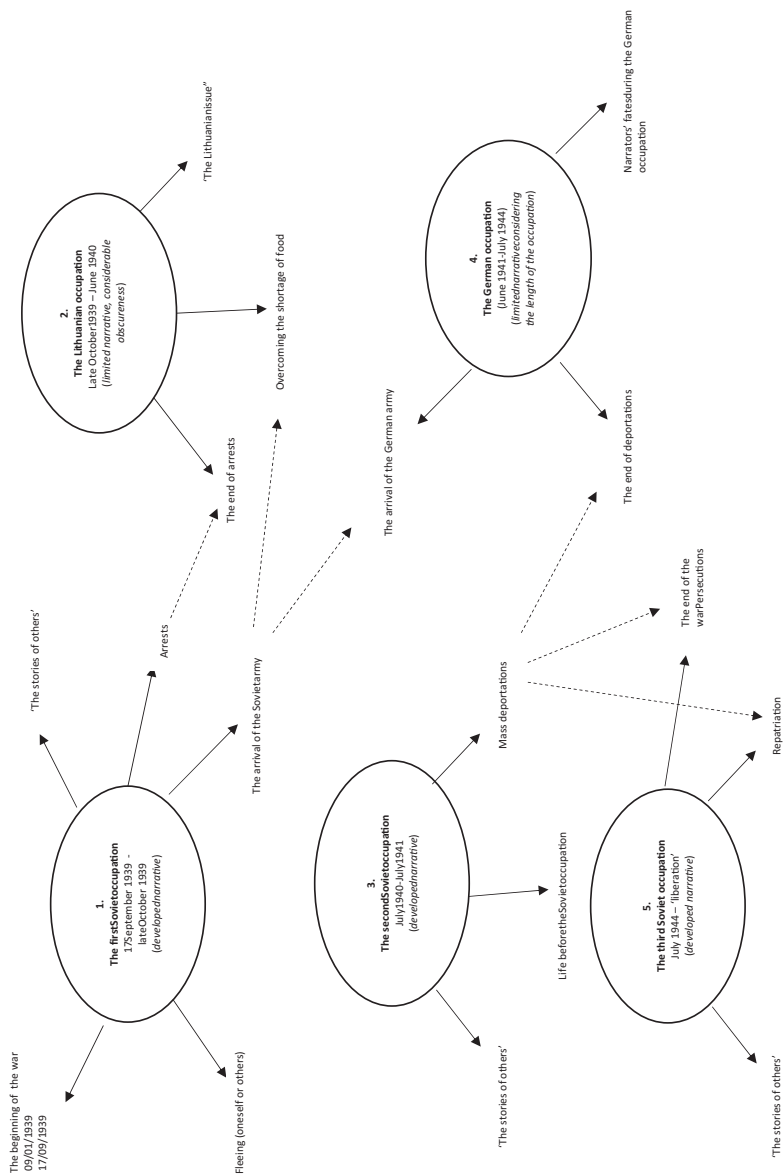 The beginning of the war
09/01/1939
17/09/1939
Fleeing (oneself or others)
1.
The firstSovietoccupation
17September 1939 -
lateOctober 1939
(developednarrative)
'The stories of others'
Arrests
The arrival of the Sovietarmy
2.
The Lithuanian occupation
Late October1939 – June 1940
(limited narrative, considerable
obscureness)
'The Lithuanianissue"
Overcoming the shortage of food
The end of arrests
3.
The secondSovietoccupation
July1940-July1941
(developednarrative)
'The stories of others'
Life beforetheSovietoccupation
Mass deportations
The arrival of the German army
4.
The German occupation
(June 1941-July 1944)
(limitednarrativeconsidering
the length of the occupation)
Narrators' fatesduring the German
occupation
The end of deportations
5.
The third Soviet occupation
July 1944 – 'liberation'
(developed narrative)
'The stories of others'
The end of the
warPersecutions
Repatriation